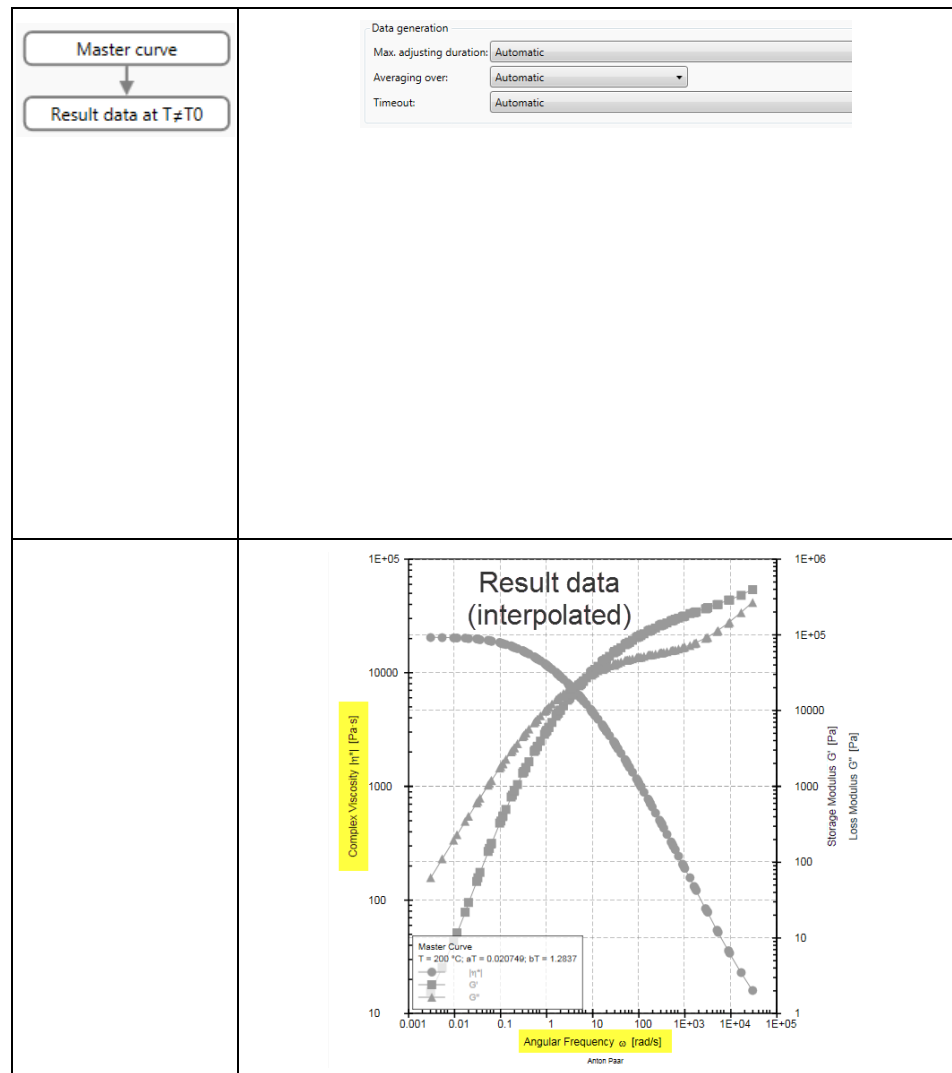 Master curve
Result data at T≠T0
Data generation
Max. adjusting duration: Automatic
Averaging over: Automatic
Timeout: Automatic
Result data
(interpolated)
1E+05
10000
1000
100
10
Complex Viscosity |η*| [Pa·s]
1E+06
1E+05
10000
1000
100
10
1
Storage Modulus G' [Pa]
Loss Modulus G" [Pa]
Master Curve
T = 200 °C; aT = 0.020749; bT = 1.2837
|η*|
G'
G"
0.001 0.01 0.1 1 10 100 1E+03 1E+04 1E+05
Angular Frequency ω [rad/s]
Anton Paar